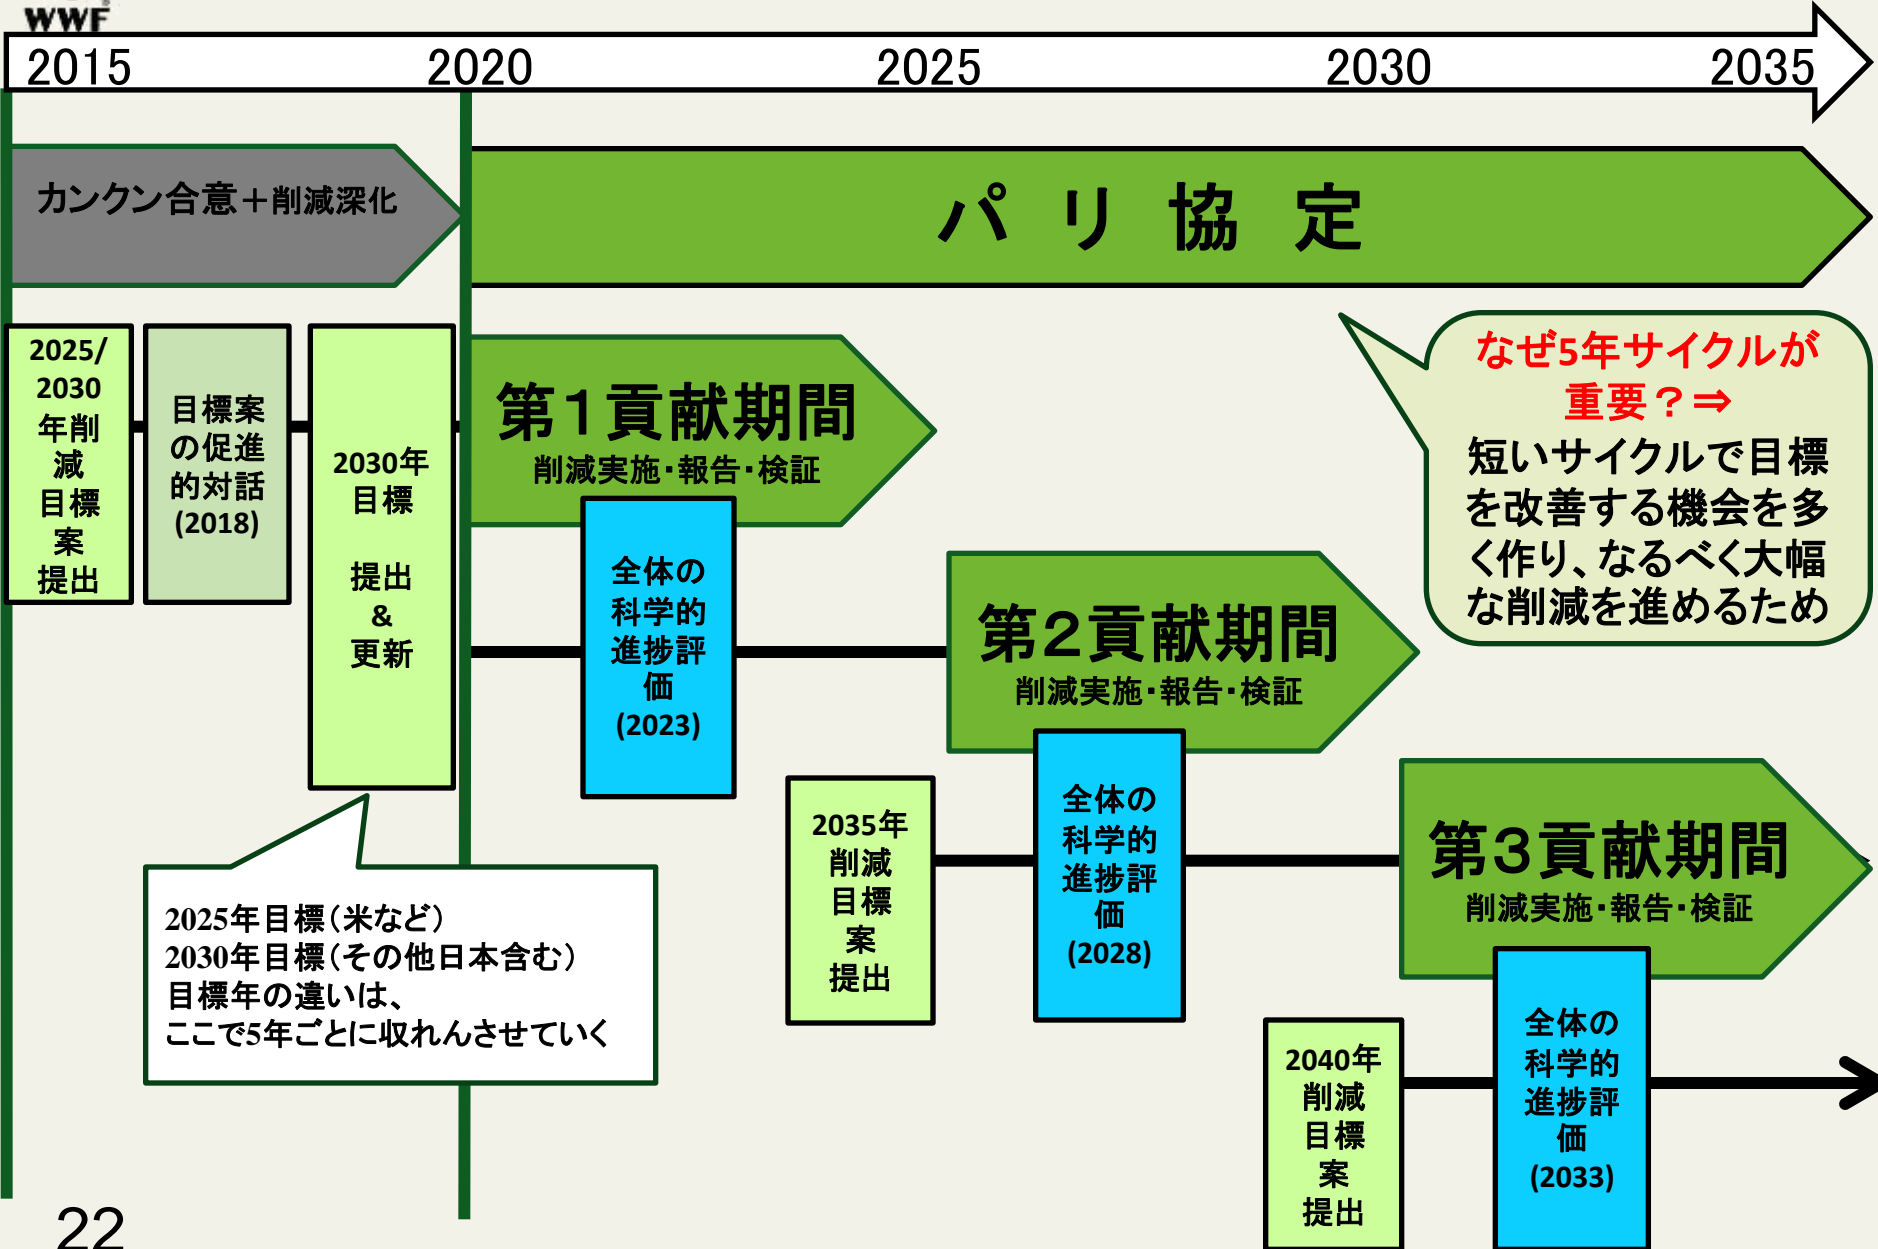 WWF
2015 2020 2025 2030 2035
カンクン合意＋削減深化
パリ協定
2025/
2030
年削
減
目標
案
提出
目標案
の促進
的対話
(2018)
2030年
目標
提出
&
更新
第1貢献期間
削減実施・報告・検証
全体の
科学的
進捗評
価
(2023)
なぜ5年サイクルが
重要？⇒
短いサイクルで目標
を改善する機会を多
く作り、なるべく大幅
な削減を進めるため
第2貢献期間
削減実施・報告・検証
2035年
削減
目標
案
提出
全体の
科学的
進捗評
価
(2028)
第3貢献期間
削減実施・報告・検証
2025年目標（米など）
2030年目標（その他日本含む）
目標年の違いは、
ここで5年ごとに収れんさせていく
2040年
削減
目標
案
提出
全体の
科学的
進捗評
価
(2033)
22